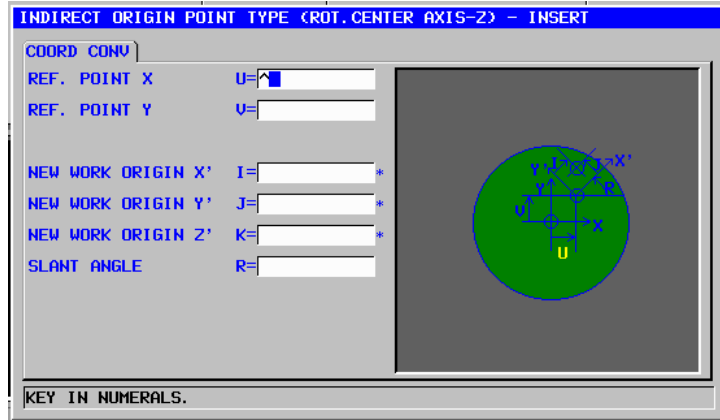 INDIRECT ORIGIN POINT TYPE (ROT.CENTER AXIS-Z) - INSERT
COORD CONV
REF. POINT X U=^
REF. POINT Y V=
NEW WORK ORIGIN X' I= *
NEW WORK ORIGIN Y' J= *
NEW WORK ORIGIN Z' K= *
SLANT ANGLE R=
Y' I J X'
Y R
V X
U
KEY IN NUMERALS.